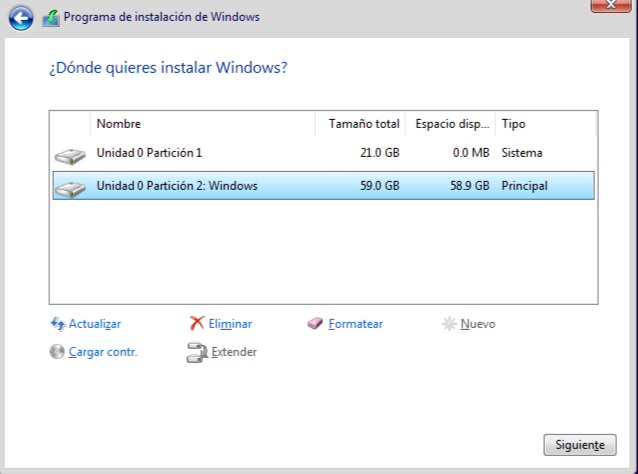 Programa de instalación de Windows
¿Dónde quieres instalar Windows?
Nombre Tamaño total Espacio disp... Tipo
Unidad 0 Partición 1 21.0 GB 0.0 MB Sistema
Unidad 0 Partición 2: Windows 59.0 GB 58.9 GB Principal
Actualizar Eliminar Formatear Nuevo
Cargar contr. Extender
Siguiente